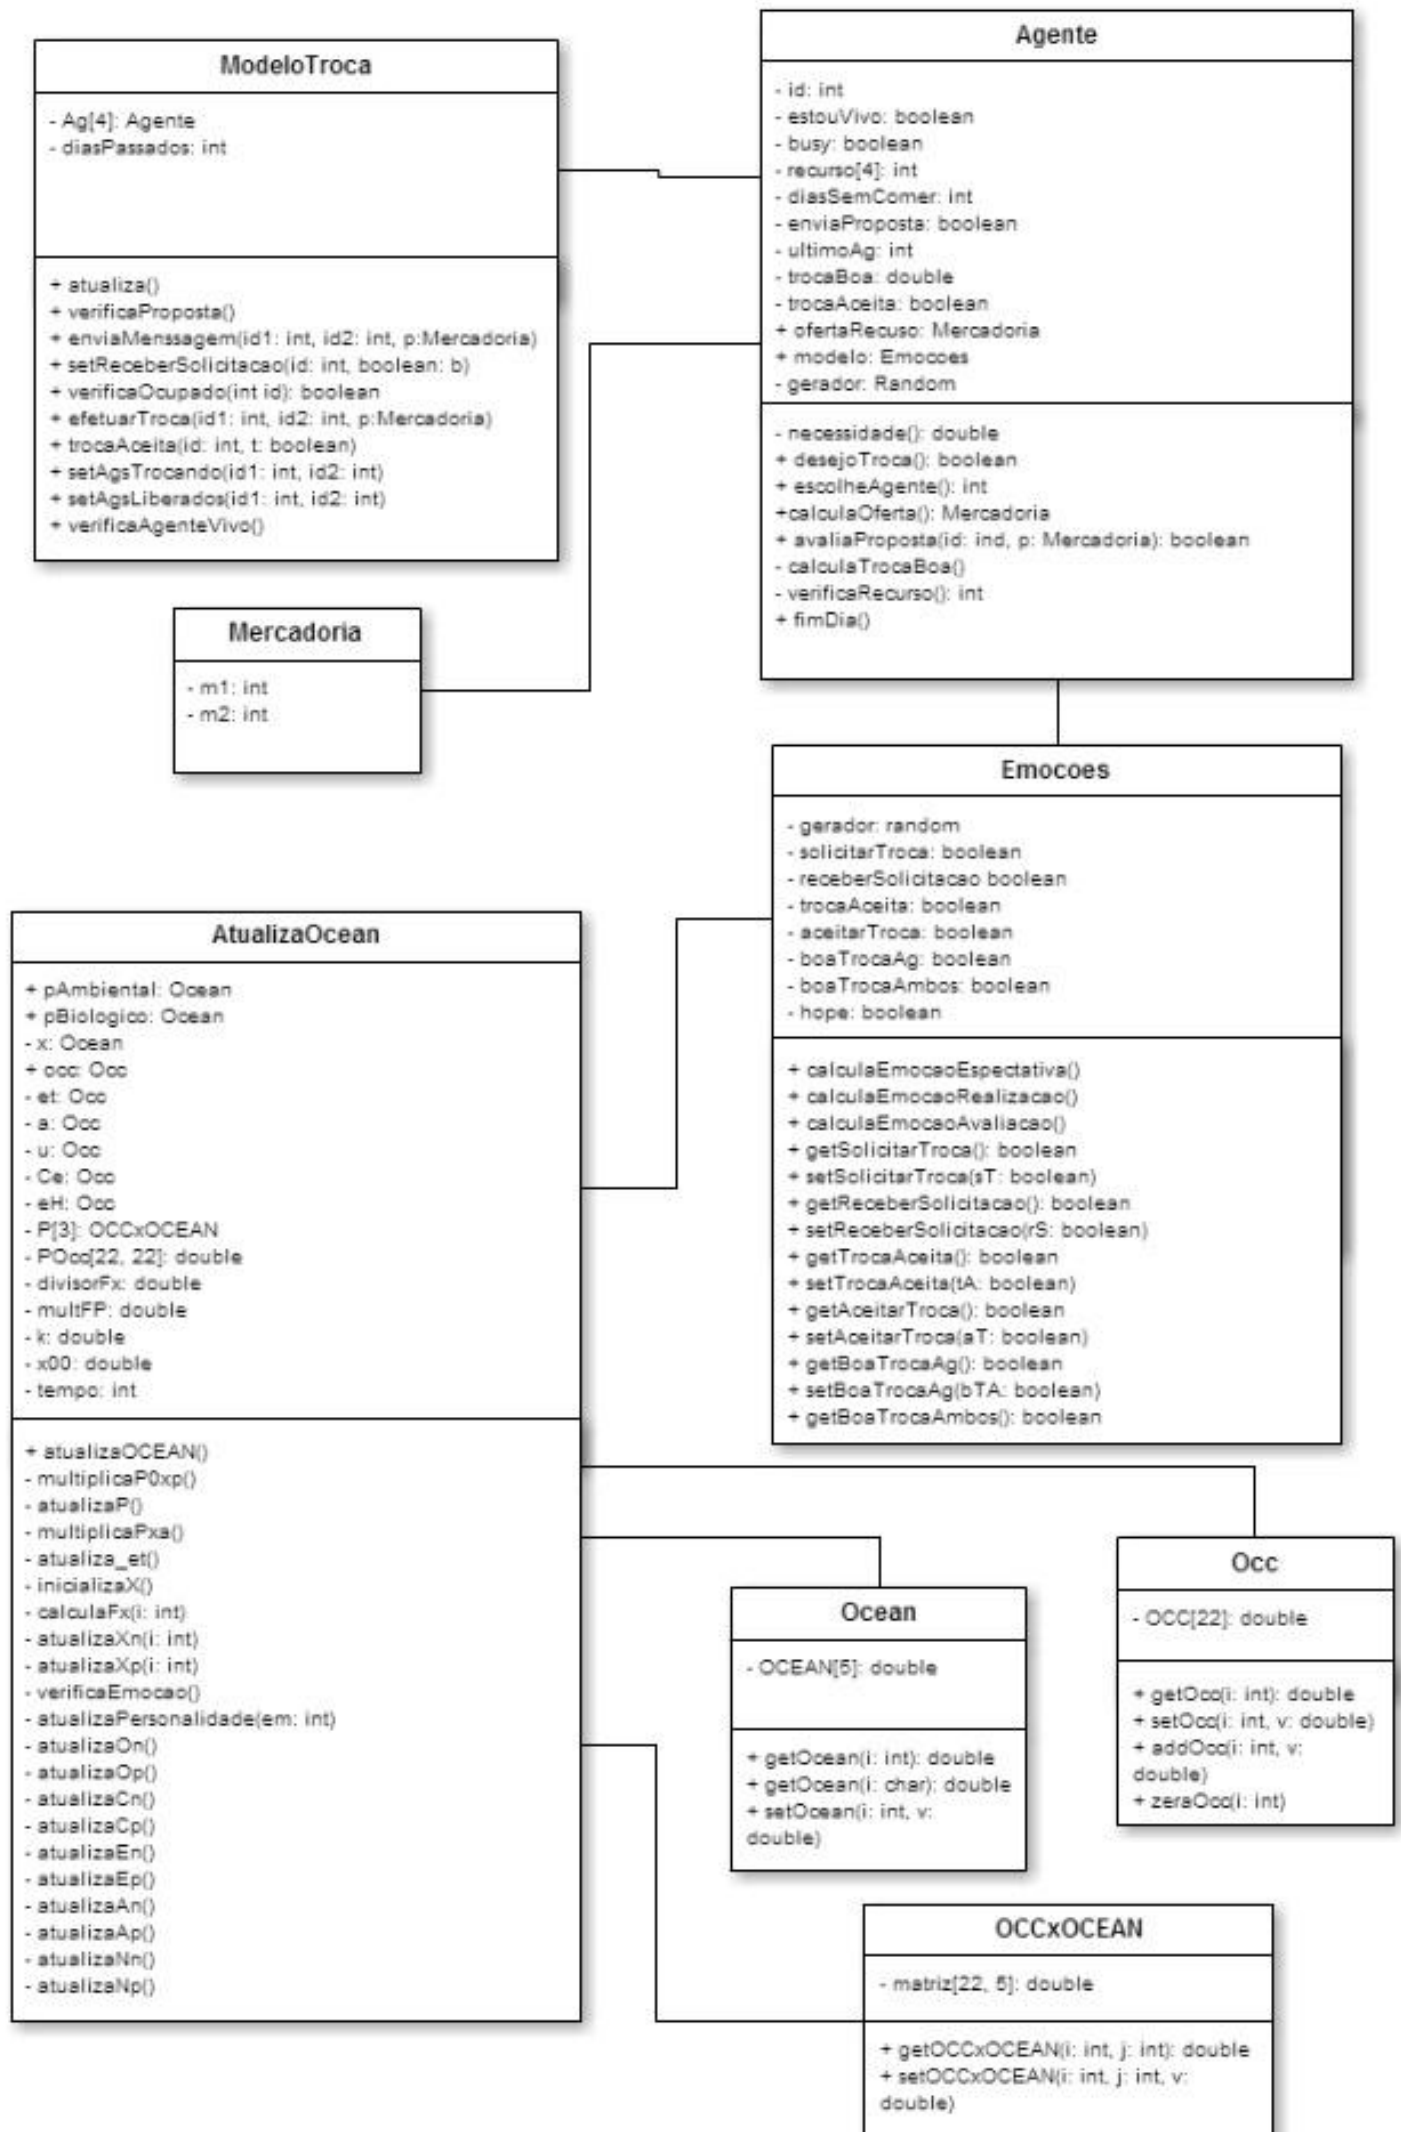 ModeloTroca
- Ag[4]: Agente
- diasPassados: int
+ atualiza()
+ verificaProposta()
+ enviaMenssagem(id1: int, id2: int, p:Mercadoria)
+ setReceberSolicitacao(id: int, boolean: b)
+ verificaOcupado(int id): boolean
+ efetuarTroca(id1: int, id2: int, p:Mercadoria)
+ trocaAceita(id: int, t: boolean)
+ setAgsTrocando(id1: int, id2: int)
+ setAgsLiberados(id1: int, id2: int)
+ verificaAgenteVivo()
Agente
- id: int
- estouVivo: boolean
- busy: boolean
- recurso[4]: int
- diasSemComer: int
- enviaProposta: boolean
- ultimoAg: int
- trocaBoa: double
- trocaAceita: boolean
+ ofertaRecuso: Mercadoria
+ modelo: Emocoes
- gerador: Random
- necessidade(): double
+ desejoTroca(): boolean
+ escolheAgente(): int
+calculaOferta(): Mercadoria
+ avaliaProposta(id: ind, p: Mercadoria): boolean
- calculaTrocaBoa()
- verificaRecurso(): int
+ fimDia()
Mercadoria
- m1: int
- m2: int
Emocoes
- gerador: random
- solicitarTroca: boolean
- receberSolicitacao boolean
- trocaAceita: boolean
- aceitarTroca: boolean
- boaTrocaAg: boolean
- boaTrocaAmbos: boolean
- hope: boolean
+ calculaEmocaoEspectativa()
+ calculaEmocaoRealizacao()
+ calculaEmocaoAvaliacao()
+ getSolicitarTroca(): boolean
+ setSolicitarTroca(sT: boolean)
+ getReceberSolicitacao(): boolean
+ setReceberSolicitacao(rS: boolean)
+ getTrocaAceita(): boolean
+ setTrocaAceita(tA: boolean)
+ getAceitarTroca(): boolean
+ setAceitarTroca(aT: boolean)
+ getBoaTrocaAg(): boolean
+ setBoaTrocaAg(bTA: boolean)
+ getBoaTrocaAmbos(): boolean
AtualizaOcean
+ pAmbiental: Ocean
+ pBiologico: Ocean
- x: Ocean
+ occ: Occ
- et: Occ
- a: Occ
- u: Occ
- Ce: Occ
- eH: Occ
- P[3]: OCCxOCEAN
- POcc[22, 22]: double
- divisorFx: double
- multFP: double
- k: double
- x00: double
- tempo: int
+ atualizaOCEAN()
- multiplicaP0xp()
- atualizaP()
- multiplicaPxa()
- atualiza_et()
- inicializaX()
- calculaFx(i: int)
- atualizaXn(i: int)
- atualizaXp(i: int)
- verificaEmocao()
- atualizaPersonalidade(em: int)
- atualizaOn()
- atualizaOp()
- atualizaCn()
- atualizaCp()
- atualizaEn()
- atualizaEp()
- atualizaAn()
- atualizaAp()
- atualizaNn()
- atualizaNp()
Ocean
- OCEAN[5]: double
+ getOcean(i: int): double
+ getOcean(i: char): double
+ setOcean(i: int, v:
double)
Occ
- OCC[22]: double
+ getOcc(i: int): double
+ setOcc(i: int, v: double)
+ addOcc(i: int, v:
double)
+ zeraOcc(i: int)
OCCxOCEAN
- matriz[22, 5]: double
+ getOCCxOCEAN(i: int, j: int): double
+ setOCCxOCEAN(i: int, j: int, v:
double)